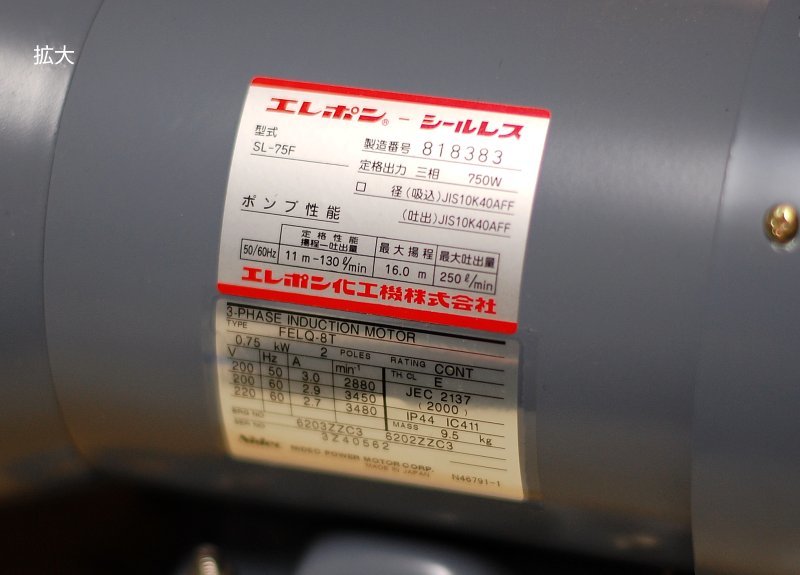 拡大
エレポン® － シールレス
型式
SL-75F
製造番号 818383
定格出力 三相 750W
口 径 (吸込) JIS10K40AFF
(吐出) JIS10K40AFF
ポンプ性能
定格性能 揚程ー吐出量 最大揚程 最大吐出量
50/60Hz 11 m-130 ℓ/min 16.0 m 250 ℓ/min
エレポン化工機株式会社
3-PHASE INDUCTION MOTOR
TYPE FELQ-8T
0.75 kW 2 POLES RATING CONT
V Hz A min⁻¹ TH CL E
200 50 3.0 2880 JEC 2137
200 60 2.9 3450 (2000)
220 60 2.7 3480 IP44 IC411
BRG NO 6203ZZC3 6202ZZC3 MASS 9.5 kg
SER NO 3Z40562
Nidec NIDEC POWER MOTOR CORP.
MADE IN JAPAN N46791-1